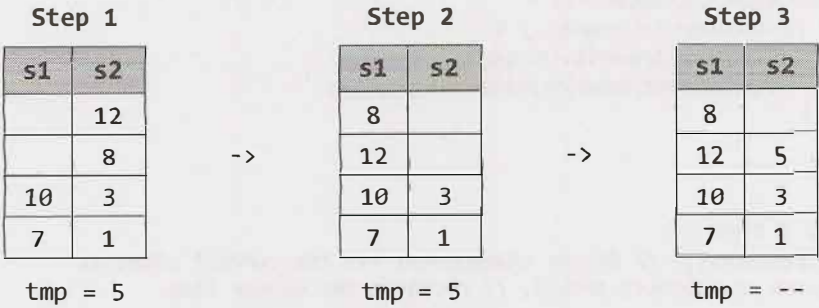 Step 1 Step 2 Step 3
s1 s2 s1 s2 s1 s2
12 8 8
8 -> 12 -> 12 5
10 3 10 3 10 3
7 1 7 1 7 1
tmp = 5 tmp = 5 tmp = --